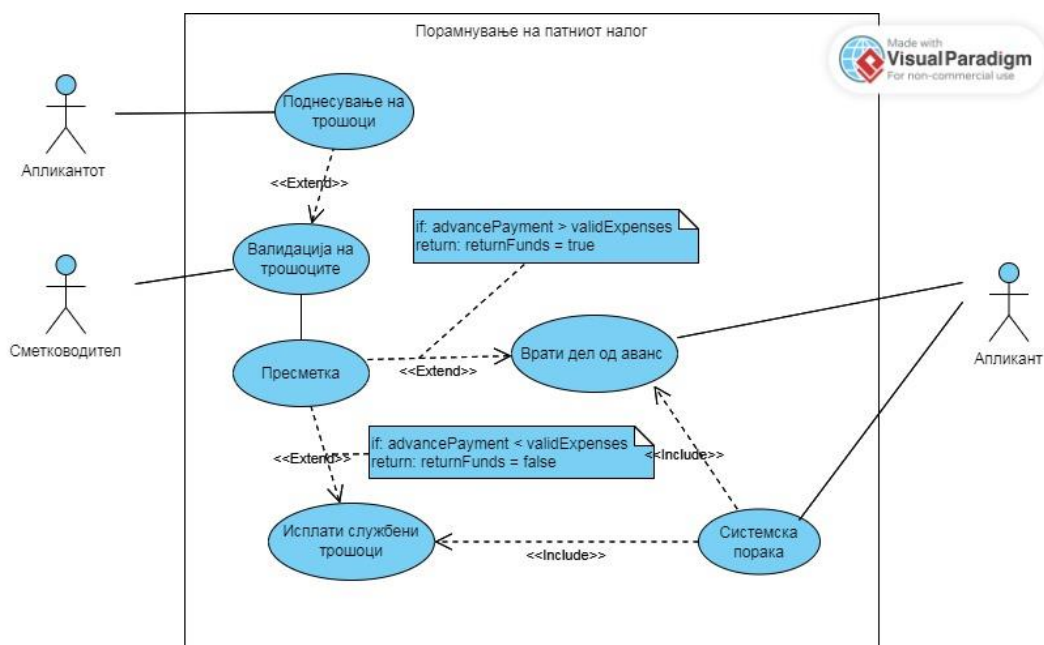 Порамнување на патниот налог
Made with
VisualParadigm
For non-commercial use
Поднесување на
трошоци
Апликантот
<<Extend>>
if: advancePayment > validExpenses
return: returnFunds = true
Валидација на
трошоците
Сметководител
Врати дел од аванс
Апликант
Пресметка
<<Extend>>
if: advancePayment < validExpenses
return: returnFunds = false
<<Extend>>
<<Include>>
Исплати службени
трошоци
Системска
порака
<<Include>>